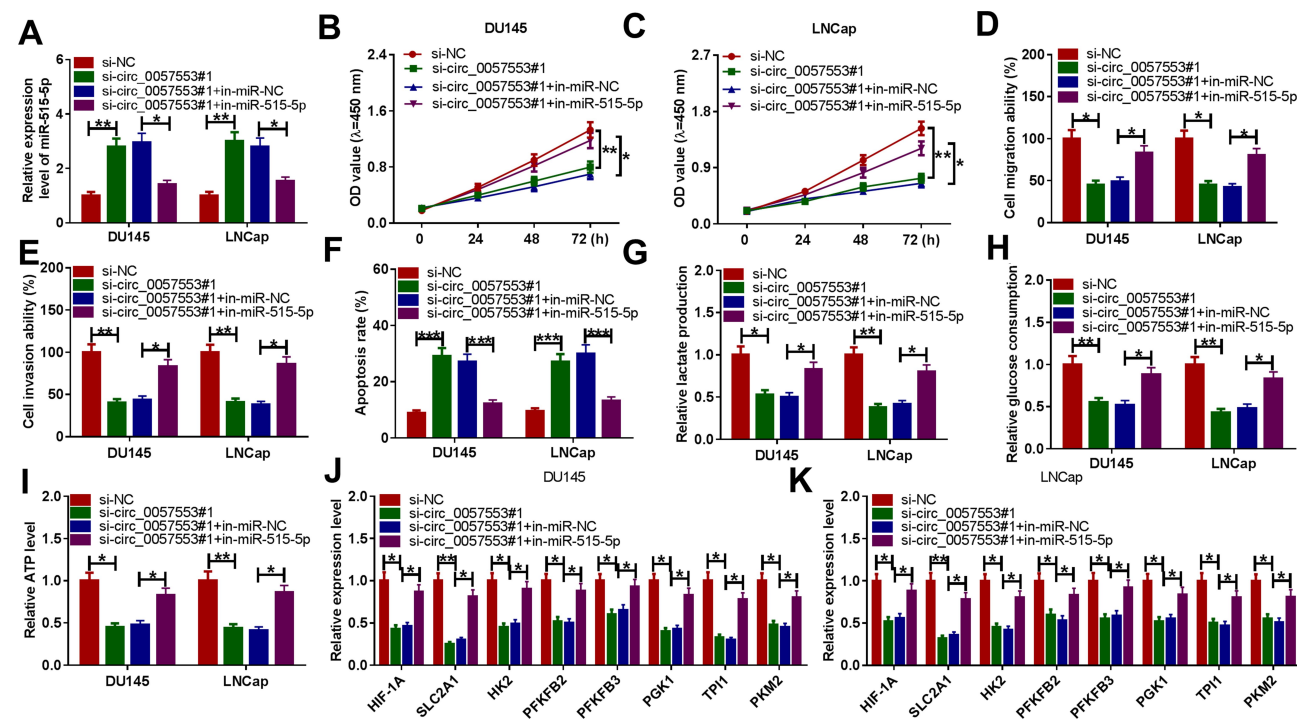 A
si-NC
si-circ_0057553#1
si-circ_0057553#1+in-miR-NC
si-circ_0057553#1+in-miR-515-5p
Relative expression
level of miR-515-5p
6
4
2
0
** * ** *
DU145 LNCap
B
DU145
si-NC
si-circ_0057553#1
si-circ_0057553#1+in-miR-NC
si-circ_0057553#1+in-miR-515-5p
OD value (λ=450 nm)
2.4
1.6
0.8
0.0
** *
0 24 48 72 (h)
C
LNCap
si-NC
si-circ_0057553#1
si-circ_0057553#1+in-miR-NC
si-circ_0057553#1+in-miR-515-5p
OD value (λ=450 nm)
2.7
1.8
0.9
0.0
** *
0 24 48 72 (h)
D
si-NC
si-circ_0057553#1
si-circ_0057553#1+in-miR-NC
si-circ_0057553#1+in-miR-515-5p
Cell migration ability (%)
200
150
100
50
0
* * * *
DU145 LNCap
E
si-NC
si-circ_0057553#1
si-circ_0057553#1+in-miR-NC
si-circ_0057553#1+in-miR-515-5p
Cell invasion ability (%)
200
150
100
50
0
** * ** *
DU145 LNCap
F
si-NC
si-circ_0057553#1
si-circ_0057553#1+in-miR-NC
si-circ_0057553#1+in-miR-515-5p
Apoptosis rate (%)
60
40
20
0
*** *** *** ***
DU145 LNCap
G
si-NC
si-circ_0057553#1
si-circ_0057553#1+in-miR-NC
si-circ_0057553#1+in-miR-515-5p
Relative lactate production
2.0
1.5
1.0
0.5
0.0
* * ** *
DU145 LNCap
H
si-NC
si-circ_0057553#1
si-circ_0057553#1+in-miR-NC
si-circ_0057553#1+in-miR-515-5p
Relative glucose consumption
2.0
1.5
1.0
0.5
0.0
** * ** *
DU145 LNCap
I
si-NC
si-circ_0057553#1
si-circ_0057553#1+in-miR-NC
si-circ_0057553#1+in-miR-515-5p
Relative ATP level
2.0
1.5
1.0
0.5
0.0
* * ** *
DU145 LNCap
J
DU145
si-NC
si-circ_0057553#1
si-circ_0057553#1+in-miR-NC
si-circ_0057553#1+in-miR-515-5p
Relative expression level
2.0
1.5
1.0
0.5
0.0
* * ** * * * * * * * * * * * * *
HIF-1A SLC2A1 HK2 PFKFB2 PFKFB3 PGK1 TPI1 PKM2
K
LNCap
si-NC
si-circ_0057553#1
si-circ_0057553#1+in-miR-NC
si-circ_0057553#1+in-miR-515-5p
Relative expression level
2.0
1.5
1.0
0.5
0.0
* * ** * * * * * * * * * * * * *
HIF-1A SLC2A1 HK2 PFKFB2 PFKFB3 PGK1 TPI1 PKM2